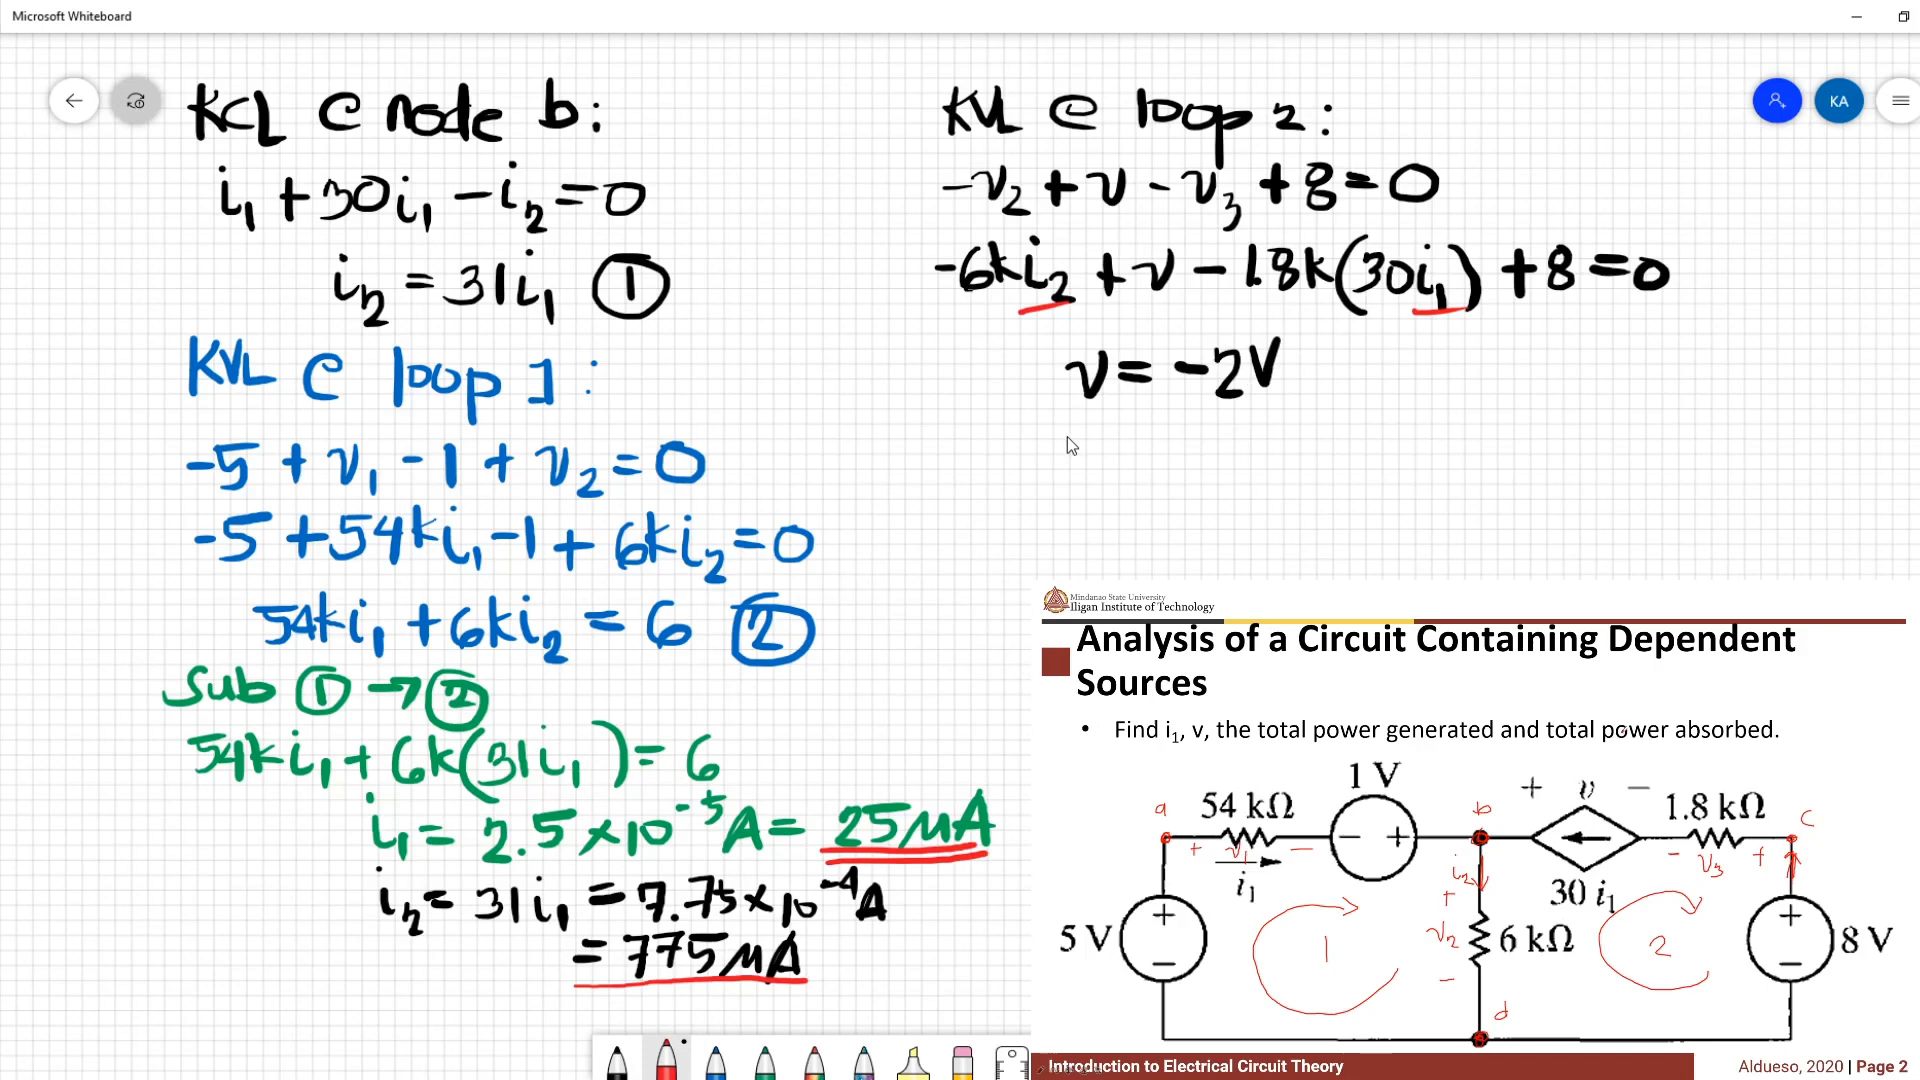 Microsoft Whiteboard
KA
KCL @ node b:
i₁ + 30i₁ - i₂ = 0
i₂ = 31i₁ ①
KVL @ loop 1:
-5 + v₁ - 1 + v₂ = 0
-5 + 54ki₁ - 1 + 6ki₂ = 0
54ki₁ + 6ki₂ = 6 ②
Sub ① → ②
54ki₁ + 6k(31i₁) = 6
i₁ = 2.5 × 10⁻⁵A = 25μA
i₂ = 31i₁ = 7.75 × 10⁻⁴A
= 775μA
KVL @ loop 2:
-v₂ + v - v₃ + 8 = 0
-6ki₂ + v - 1.8k(30i₁) + 8 = 0
v = -2V
Mindanao State University
Iligan Institute of Technology
Analysis of a Circuit Containing Dependent
Sources
• Find i₁, v, the total power generated and total power absorbed.
1 V
+ v −
a
54 kΩ
b
1.8 kΩ
c
− +
+ v₁ −
− v₃ +
i₁
i₂
30 i₁
+
5 V
+ −
1
v₂
6 kΩ
2
+ −
8 V
−
d
Introduction to Electrical Circuit Theory
Aldueso, 2020 | Page 2